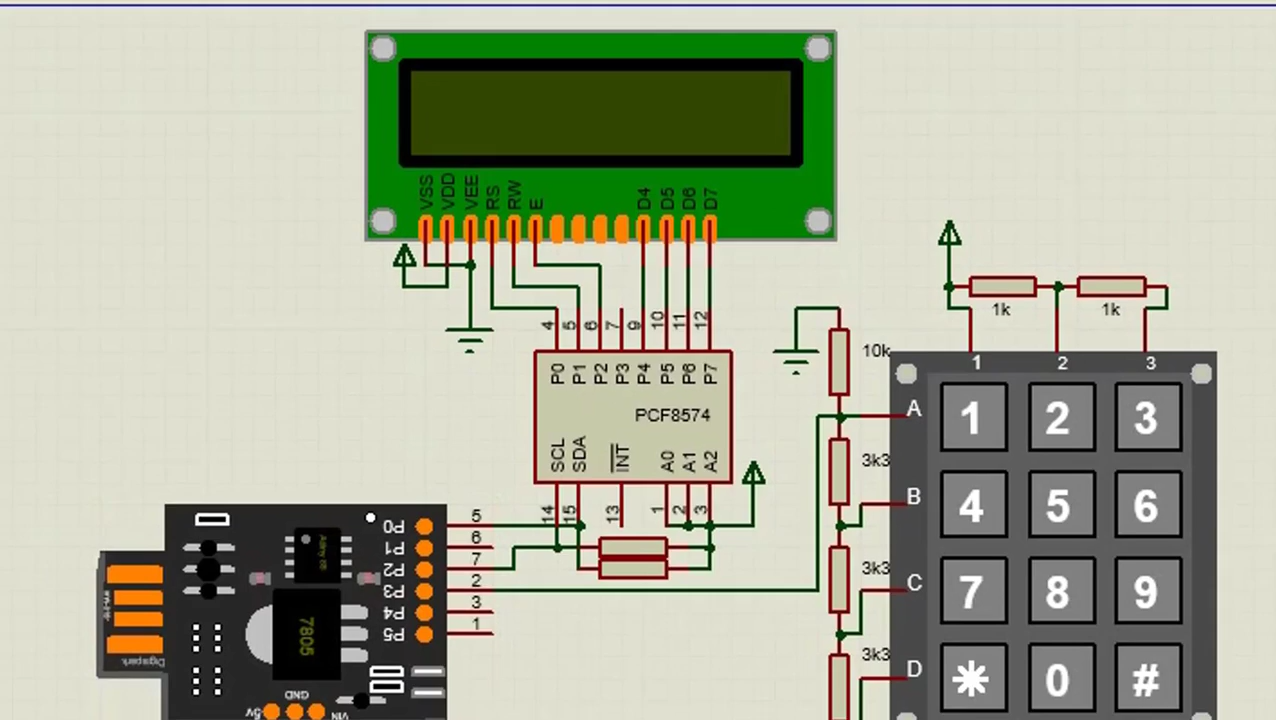 VSS VDD VEE RS RW E D4 D5 D6 D7
4 5 6 7 9 10 11 12
P0 P1 P2 P3 P4 P5 P6 P7
PCF8574
SCL SDA INT A0 A1 A2
14 15 13 1 2 3
1k 1k
10k
3k3
3k3
3k3
1 2 3
A 1 2 3
B 4 5 6
C 7 8 9
D * 0 #
P0 5
P1 6
P2 7
P3 2
P4 3
P5 1
7805
Digispark
GND
5v
VIN